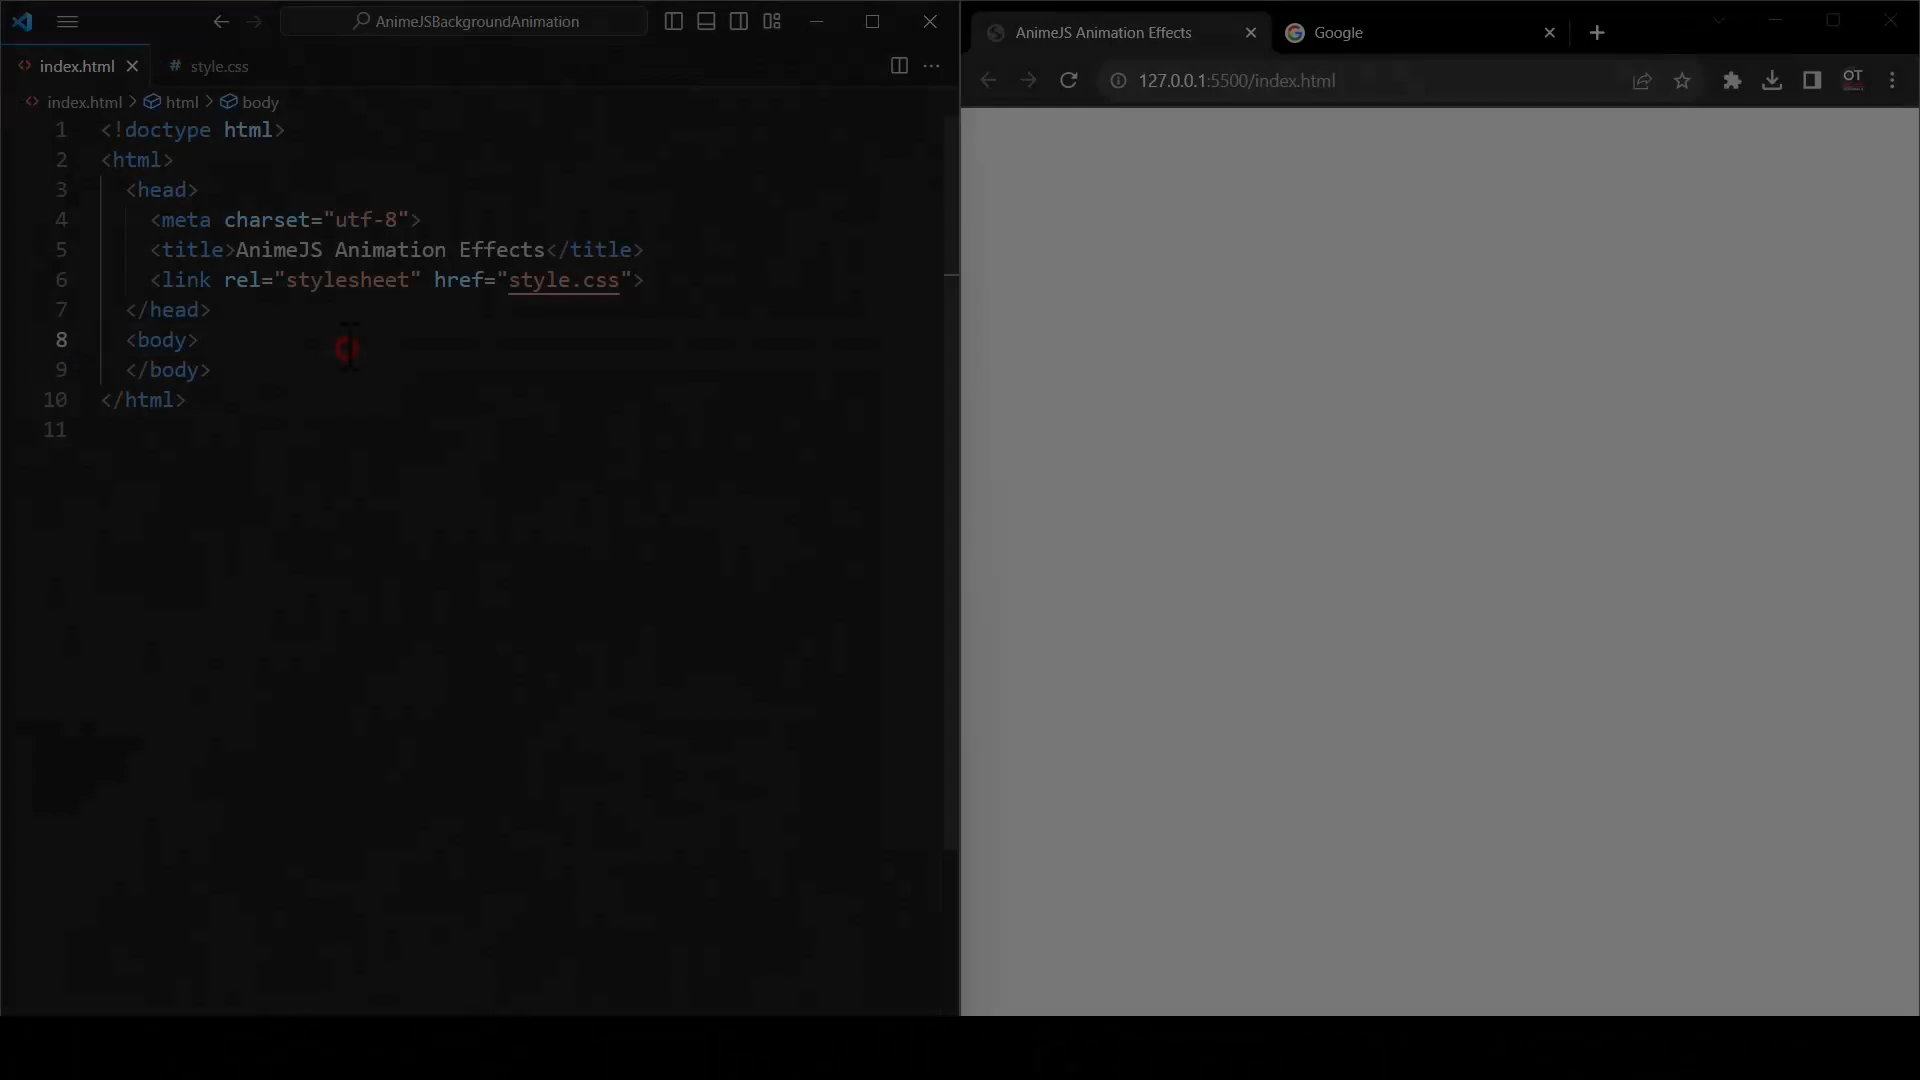 AnimeJSBackgroundAnimation
index.html
style.css
index.html > html > body
1 <!doctype html>
2 <html>
3 <head>
4 <meta charset="utf-8">
5 <title>AnimeJS Animation Effects</title>
6 <link rel="stylesheet" href="style.css">
7 </head>
8 <body>
9 </body>
10 </html>
11
AnimeJS Animation Effects
Google
127.0.0.1:5500/index.html
OT